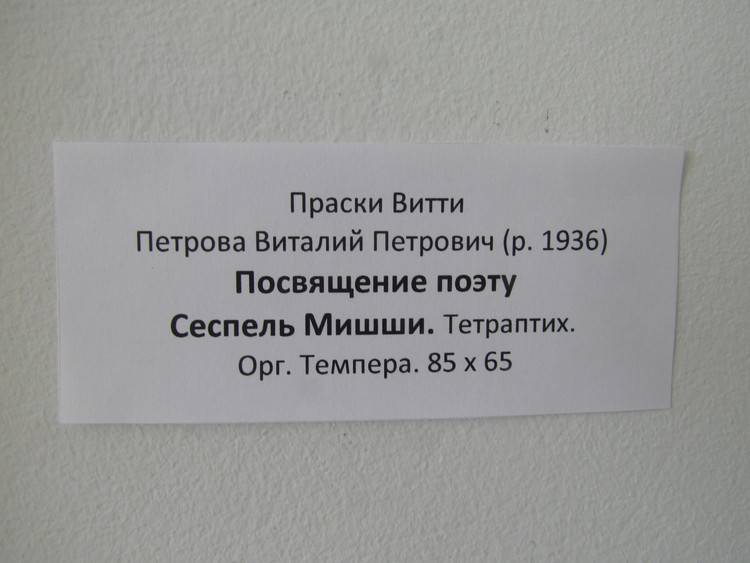 Праски Витти
Петрова Виталий Петрович (р. 1936)
Посвящение поэту
Сеспель Мишши. Тетраптих.
Орг. Темпера. 85 х 65